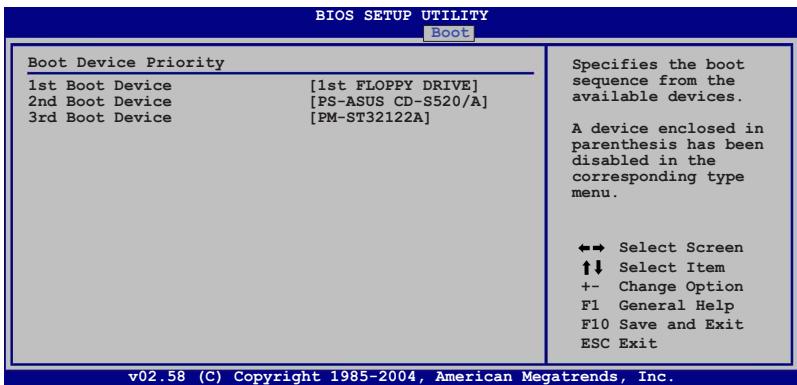 BIOS SETUP UTILITY
Boot
Boot Device Priority
1st Boot Device [1st FLOPPY DRIVE]
2nd Boot Device [PS-ASUS CD-S520/A]
3rd Boot Device [PM-ST32122A]
Specifies the boot
sequence from the
available devices.
A device enclosed in
parenthesis has been
disabled in the
corresponding type
menu.
←→ Select Screen
↑↓ Select Item
+- Change Option
F1 General Help
F10 Save and Exit
ESC Exit
v02.58 (C) Copyright 1985-2004, American Megatrends, Inc.